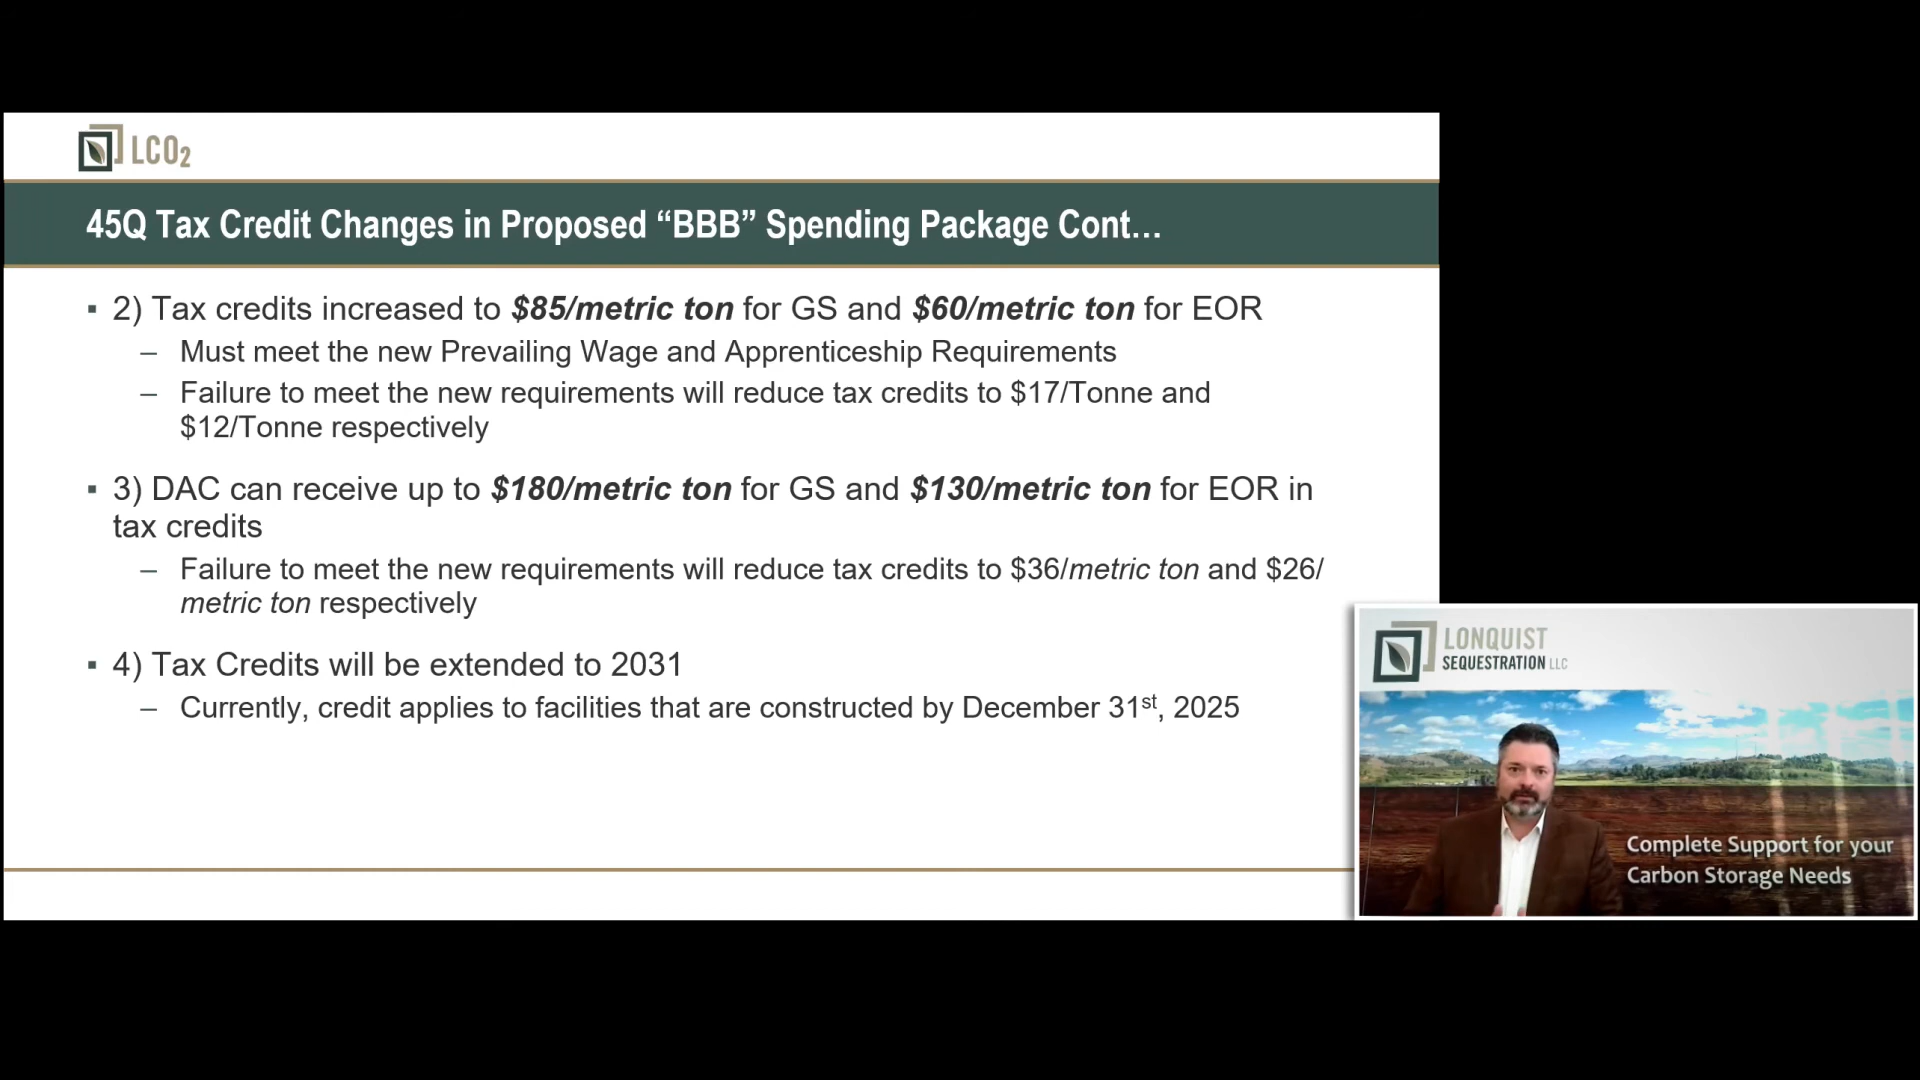 LCO2
45Q Tax Credit Changes in Proposed “BBB” Spending Package Cont…
▪ 2) Tax credits increased to $85/metric ton for GS and $60/metric ton for EOR
– Must meet the new Prevailing Wage and Apprenticeship Requirements
– Failure to meet the new requirements will reduce tax credits to $17/Tonne and
$12/Tonne respectively
▪ 3) DAC can receive up to $180/metric ton for GS and $130/metric ton for EOR in
tax credits
– Failure to meet the new requirements will reduce tax credits to $36/metric ton and $26/
metric ton respectively
▪ 4) Tax Credits will be extended to 2031
– Currently, credit applies to facilities that are constructed by December 31st, 2025
LONQUIST
SEQUESTRATION LLC
Complete Support for your
Carbon Storage Needs